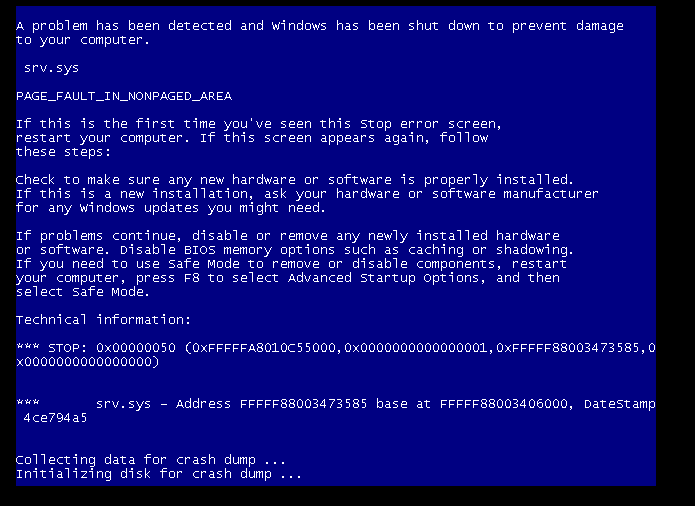 A problem has been detected and Windows has been shut down to prevent damage
to your computer.
srv.sys
PAGE_FAULT_IN_NONPAGED_AREA
If this is the first time you've seen this Stop error screen,
restart your computer. If this screen appears again, follow
these steps:
Check to make sure any new hardware or software is properly installed.
If this is a new installation, ask your hardware or software manufacturer
for any Windows updates you might need.
If problems continue, disable or remove any newly installed hardware
or software. Disable BIOS memory options such as caching or shadowing.
If you need to use Safe Mode to remove or disable components, restart
your computer, press F8 to select Advanced Startup Options, and then
select Safe Mode.
Technical information:
*** STOP: 0x00000050 (0xFFFFFA8010C55000,0x0000000000000001,0xFFFFF88003473585,0
x0000000000000000)
***       srv.sys – Address FFFFF88003473585 base at FFFFF88003406000, DateStamp
4ce794a5
Collecting data for crash dump ...
Initializing disk for crash dump ...